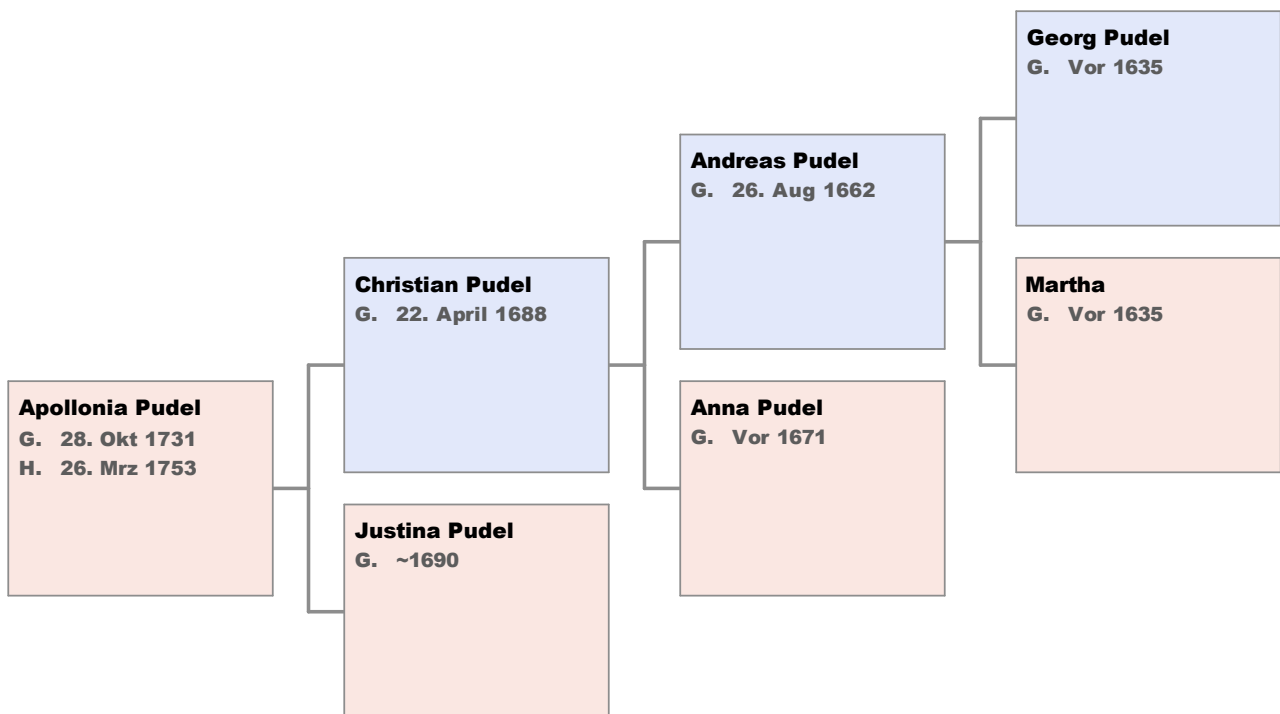 Georg Pudel
G. Vor 1635
Andreas Pudel
G. 26. Aug 1662
Christian Pudel
G. 22. April 1688
Martha
G. Vor 1635
Apollonia Pudel
G. 28. Okt 1731
H. 26. Mrz 1753
Anna Pudel
G. Vor 1671
Justina Pudel
G. ~1690